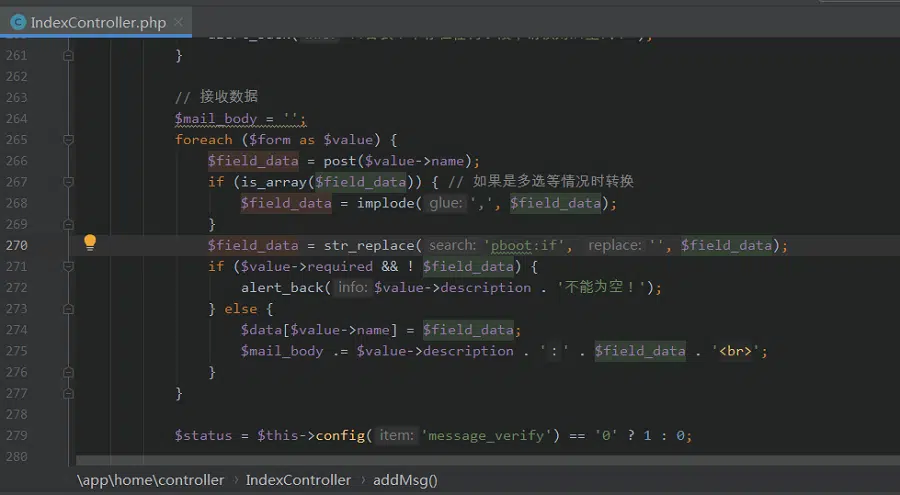 IndexController.php
261 }
262
263 // 接收数据
264 $mail_body = '';
265 foreach ($form as $value) {
266 $field_data = post($value->name);
267 if (is_array($field_data)) { // 如果是多选等情况时转换
268 $field_data = implode( glue: ',', $field_data);
269 }
270 $field_data = str_replace( search: 'pboot:if', replace: '', $field_data);
271 if ($value->required && ! $field_data) {
272 alert_back( info: $value->description . '不能为空！');
273 } else {
274 $data[$value->name] = $field_data;
275 $mail_body .= $value->description . '：' . $field_data . '<br>';
276 }
277 }
278
279 $status = $this->config( item: 'message_verify') == '0' ? 1 : 0;
280
\app\home\controller › IndexController › addMsg()